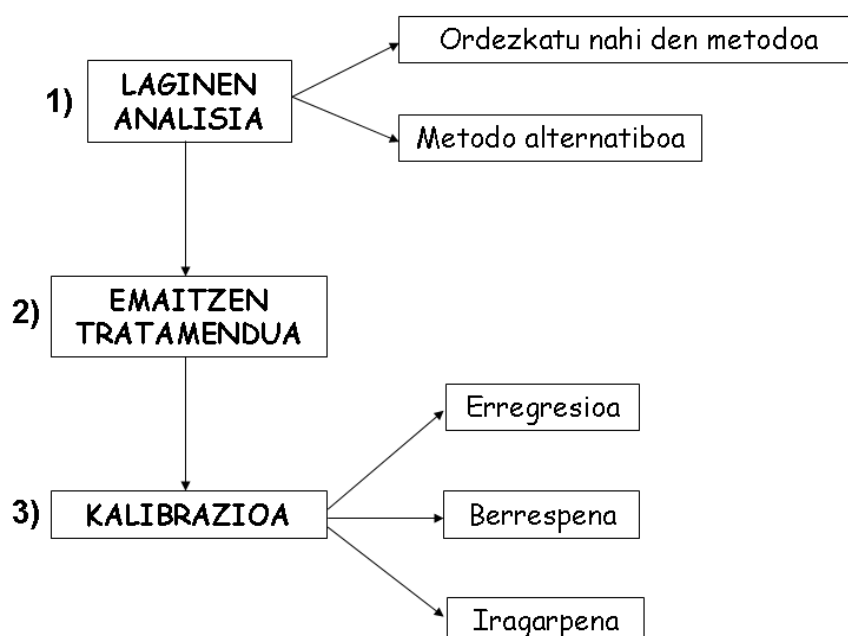 Ordezkatu nahi den metodoa
1)
LAGINEN
ANALISIA
Metodo alternatiboa
2)
EMAITZEN
TRATAMENDUA
Erregresioa
3)
KALIBRAZIOA
Berrespena
Iragarpena